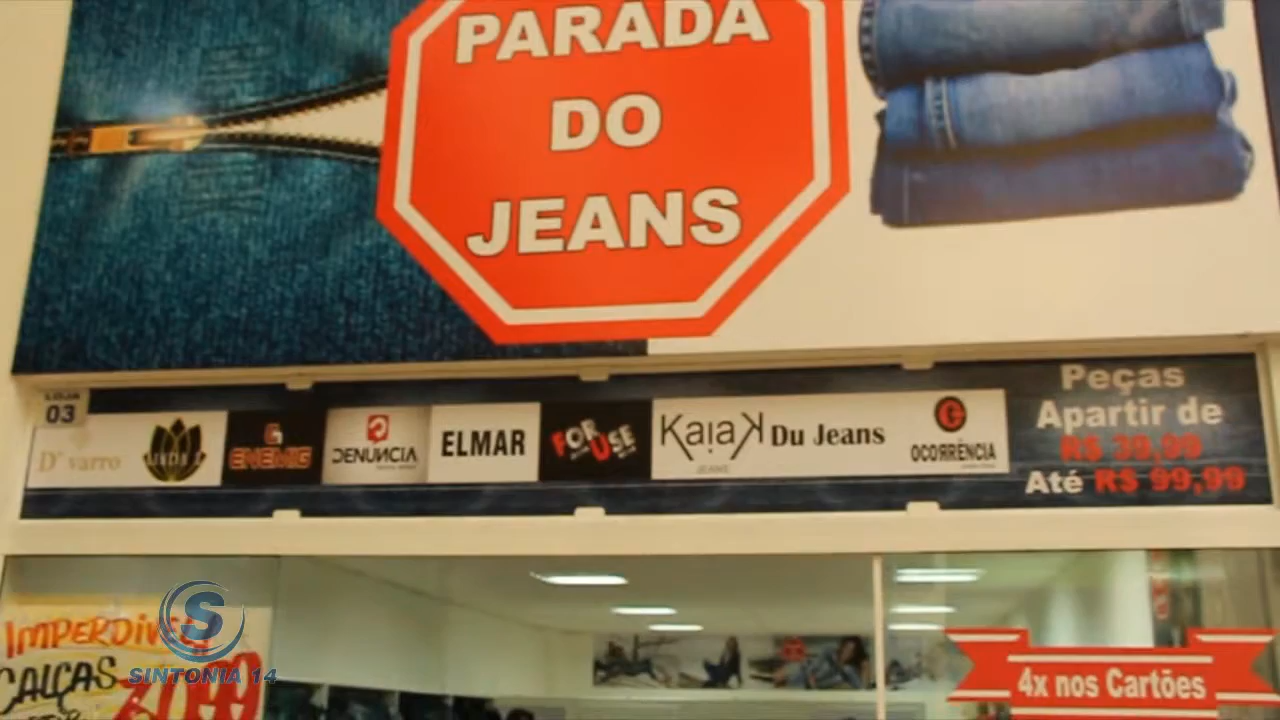 PARADA
DO
JEANS
LOJA
03
D' varro
ENEMIG
DENUNCIA
ELMAR
FOR USE
KaiaK
JEANS
Du Jeans
OCORRÊNCIA
Peças
Apartir de
R$ 39,99
Até R$ 99,99
CALÇAS
S
SINTONIA 14
4x nos Cartões